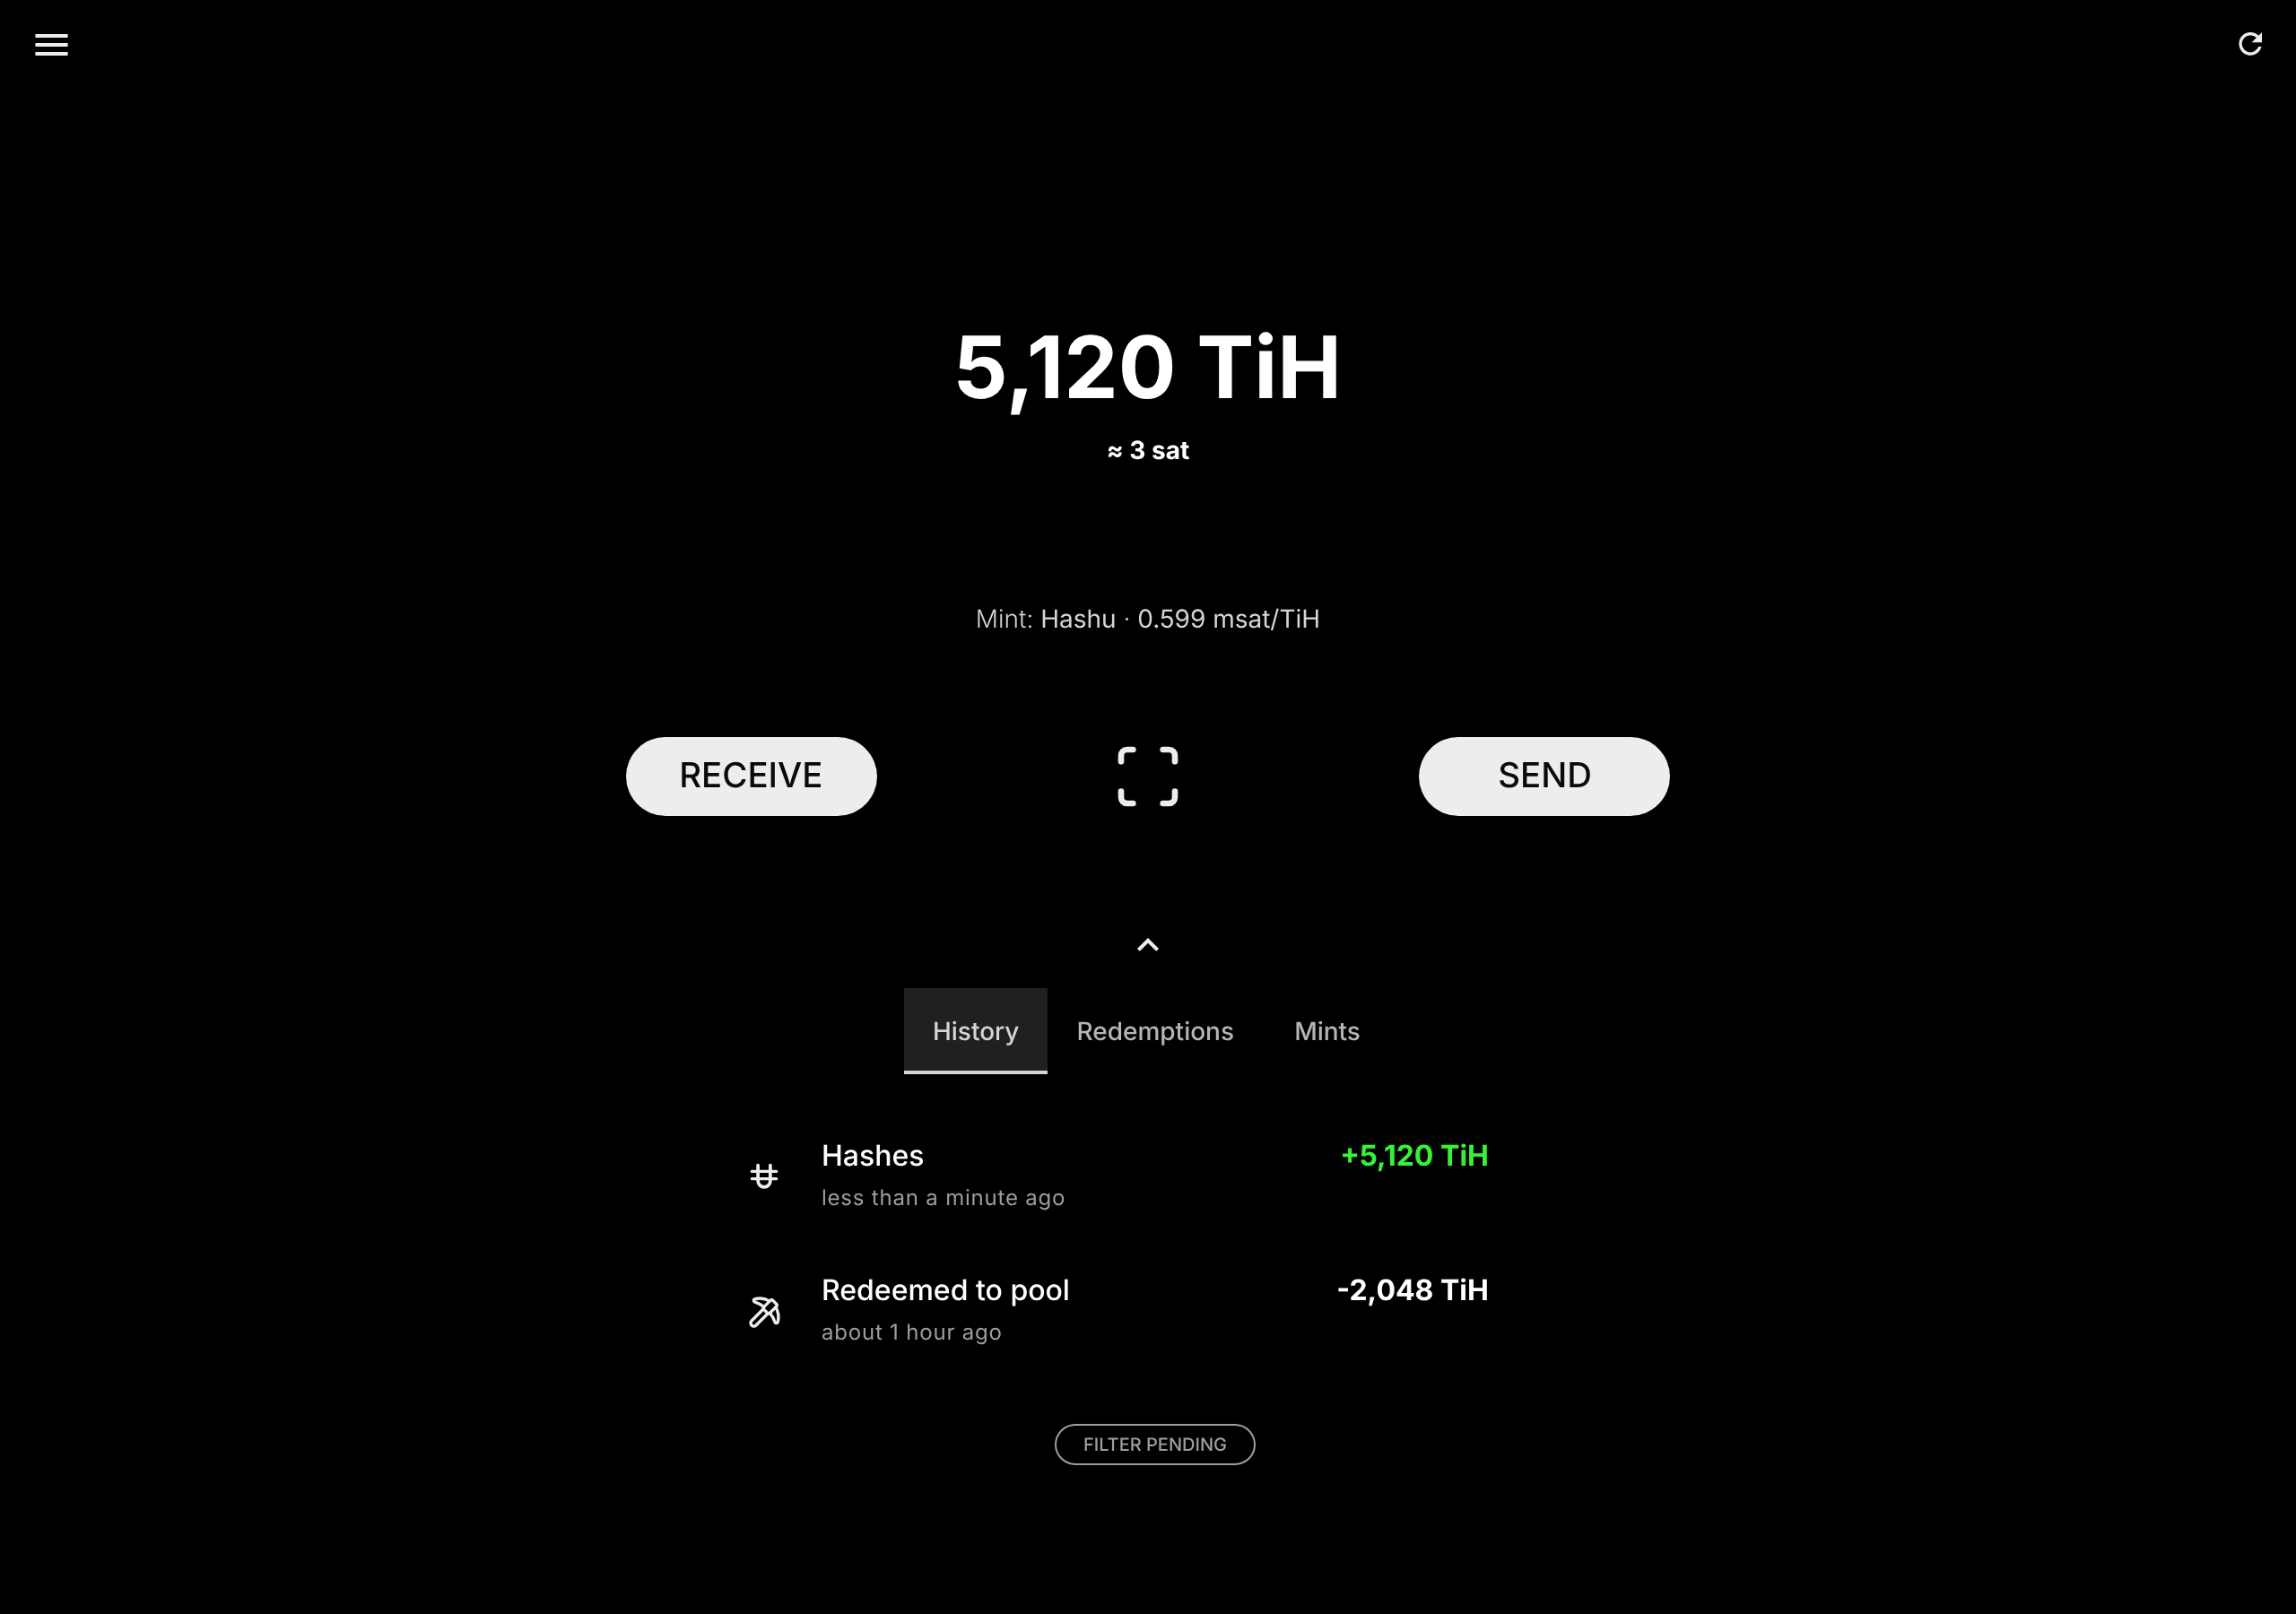 5,120 TiH
≈ 3 sat
Mint: Hashu · 0.599 msat/TiH
RECEIVE
SEND
History Redemptions Mints
Hashes +5,120 TiH
less than a minute ago
Redeemed to pool -2,048 TiH
about 1 hour ago
FILTER PENDING